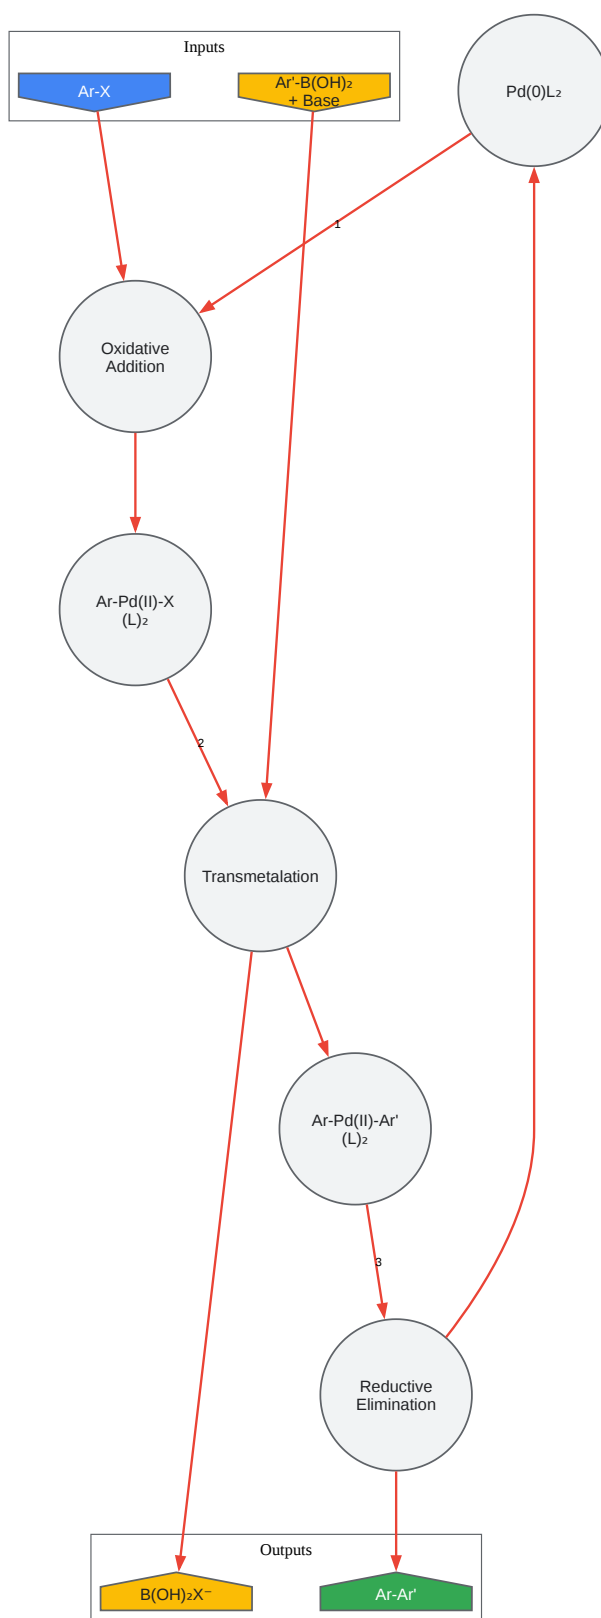 Inputs
Ar-X
Ar'-B(OH)₂
+ Base
Pd(0)L₂
1
Oxidative
Addition
Ar-Pd(II)-X
(L)₂
2
Transmetalation
Ar-Pd(II)-Ar'
(L)₂
3
Reductive
Elimination
Outputs
B(OH)₂X⁻
Ar-Ar'